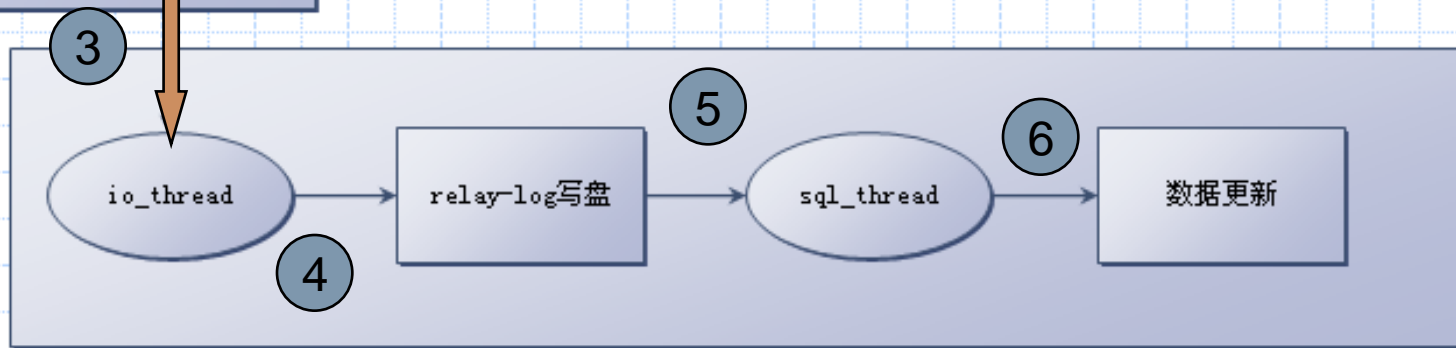 3
5
6
io_thread
relay-log写盘
sql_thread
数据更新
4